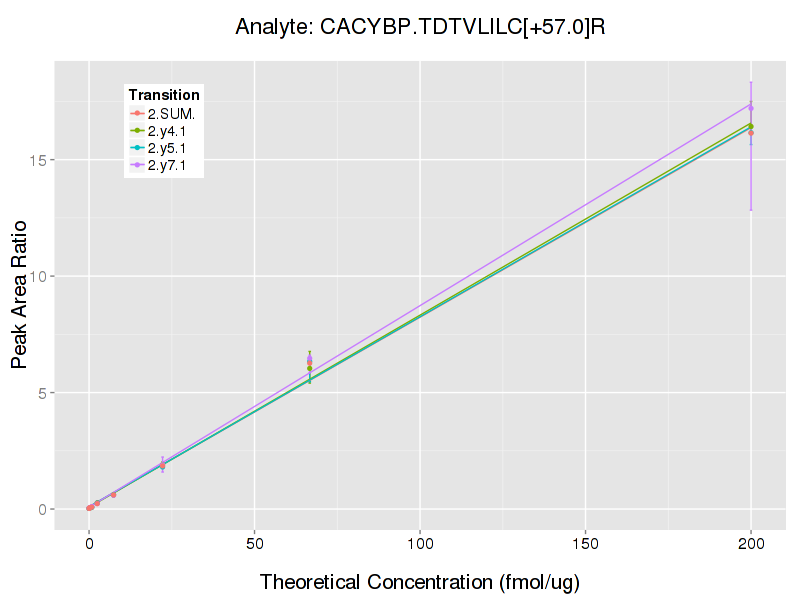 Analyte: CACYBP.TDTVLILC[+57.0]R
Transition
2.SUM.
2.y4.1
2.y5.1
2.y7.1
Peak Area Ratio
15
10
5
0
0 50 100 150 200
Theoretical Concentration (fmol/ug)